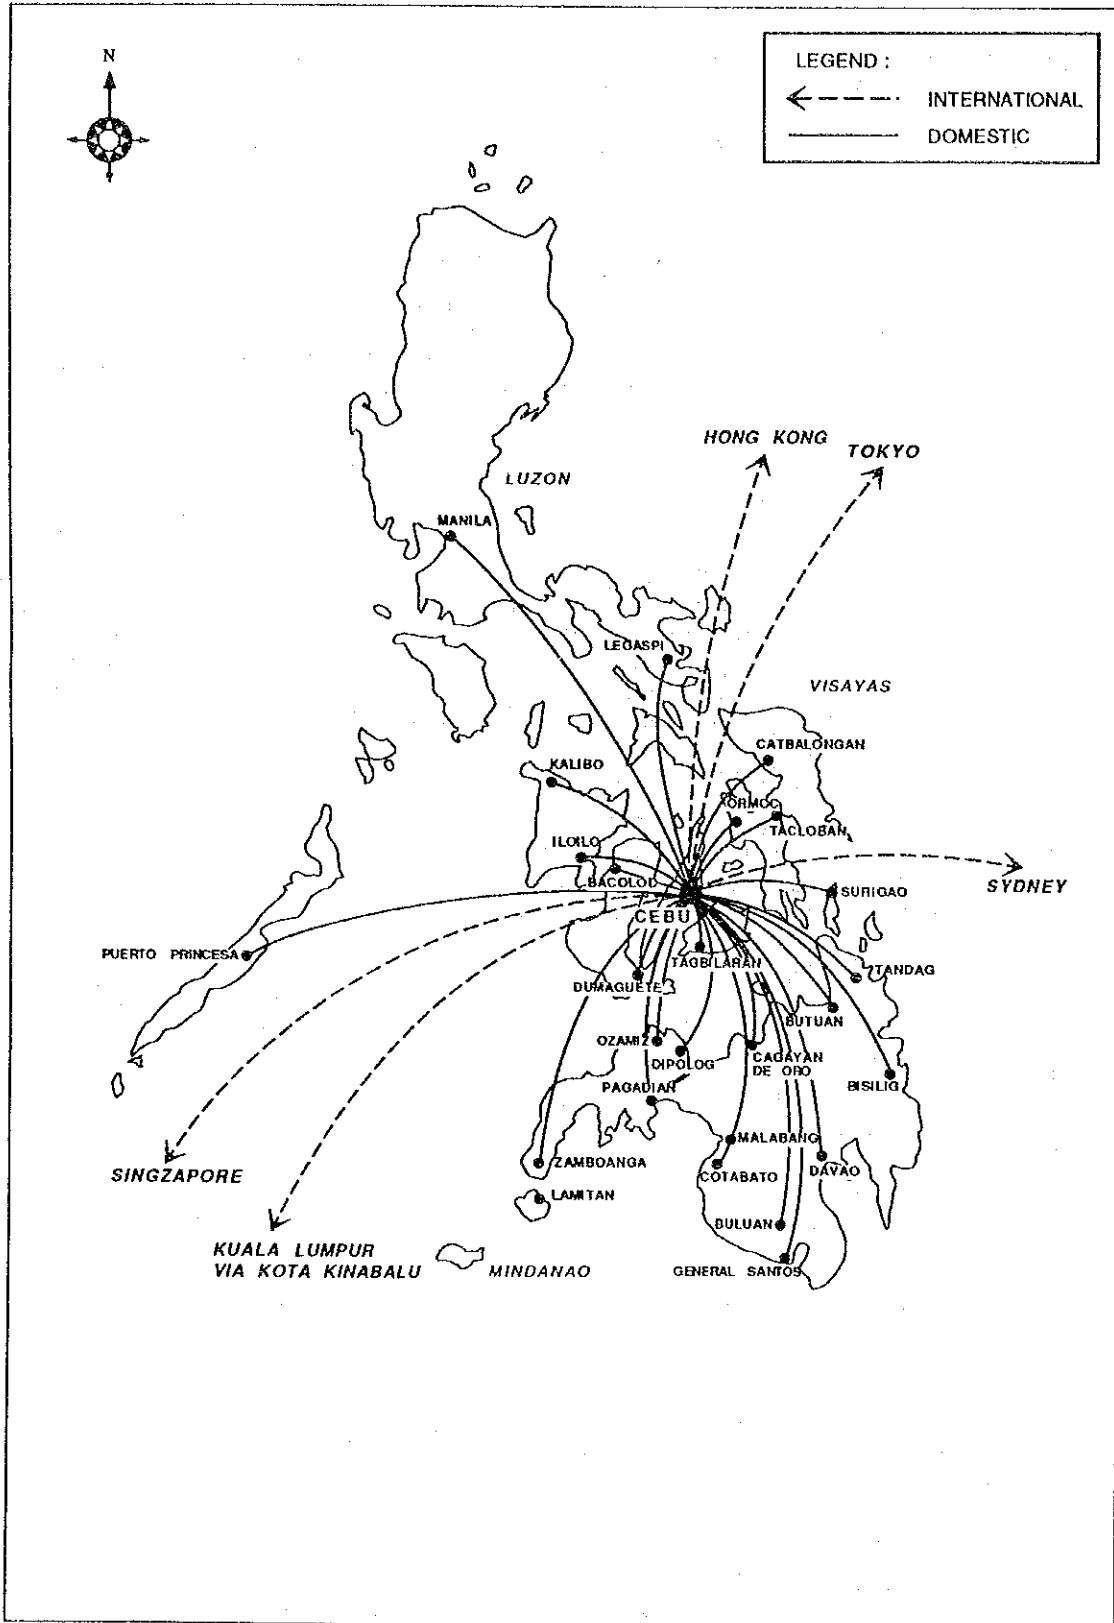 N
LEGEND :
INTERNATIONAL
DOMESTIC
HONG KONG
TOKYO
LUZON
MANILA
LEGASPI
VISAYAS
CATBALONGAN
KALIBO
ORMCC
TACLOBAN
ILOILO
BACOLOD
SYDNEY
SURIGAO
CEBU
PUERTO PRINCESA
TAGBILARAN
TANDAG
DUMAGUETE
BUTUAN
OZAMIZ
DIPOLOG
CAGAYAN
DE ORO
BISILIG
PAGADIAN
MALABANG
ZAMBOANGA
COTABATO
DAVAO
SINGZAPORE
LAMITAN
BULUAN
KUALA LUMPUR
VIA KOTA KINABALU
MINDANAO
GENERAL SANTOS